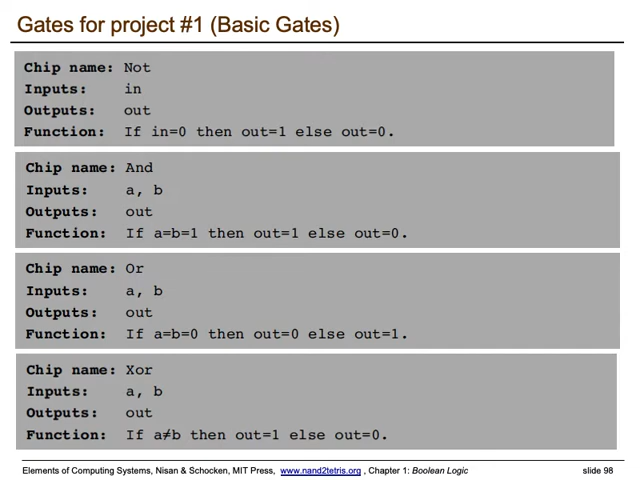 Gates for project #1 (Basic Gates)
Chip name: Not
Inputs: in
Outputs: out
Function: If in=0 then out=1 else out=0.
Chip name: And
Inputs: a, b
Outputs: out
Function: If a=b=1 then out=1 else out=0.
Chip name: Or
Inputs: a, b
Outputs: out
Function: If a=b=0 then out=0 else out=1.
Chip name: Xor
Inputs: a, b
Outputs: out
Function: If a≠b then out=1 else out=0.
Elements of Computing Systems, Nisan & Schocken, MIT Press, www.nand2tetris.org , Chapter 1: Boolean Logic slide 98